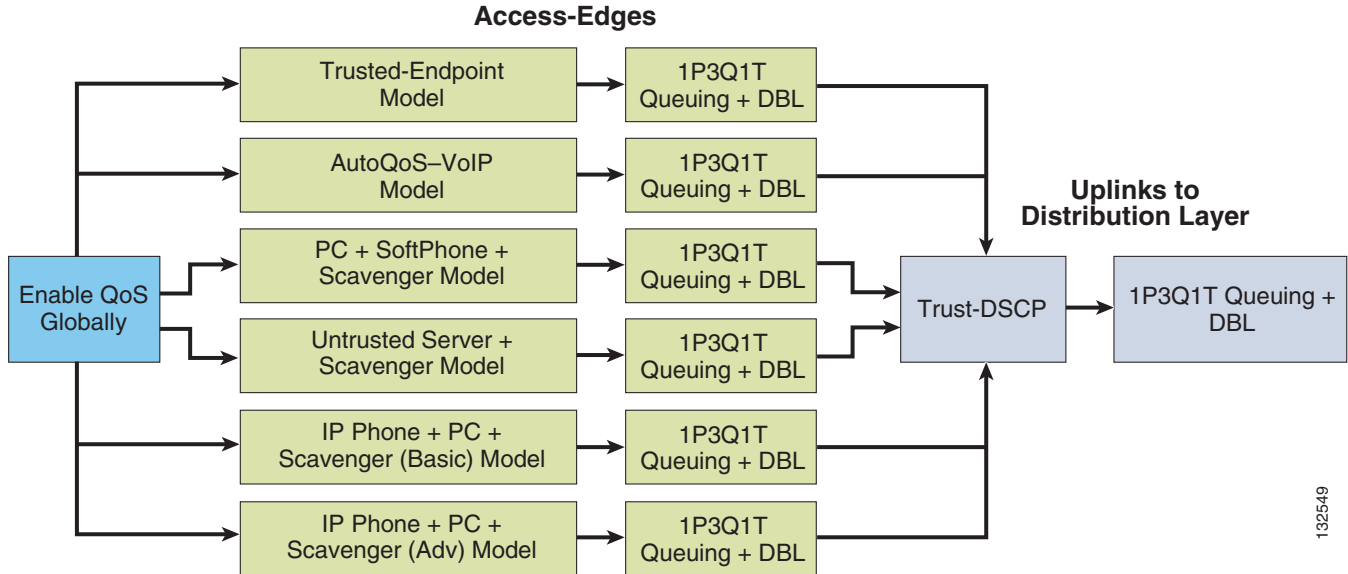 Access-Edges
Trusted-Endpoint
Model
1P3Q1T
Queuing + DBL
AutoQoS–VoIP
Model
1P3Q1T
Queuing + DBL
Uplinks to
Distribution Layer
Enable QoS
Globally
PC + SoftPhone +
Scavenger Model
1P3Q1T
Queuing + DBL
Untrusted Server +
Scavenger Model
1P3Q1T
Queuing + DBL
Trust-DSCP
1P3Q1T Queuing +
DBL
IP Phone + PC +
Scavenger (Basic) Model
1P3Q1T
Queuing + DBL
IP Phone + PC +
Scavenger (Adv) Model
1P3Q1T
Queuing + DBL
132549